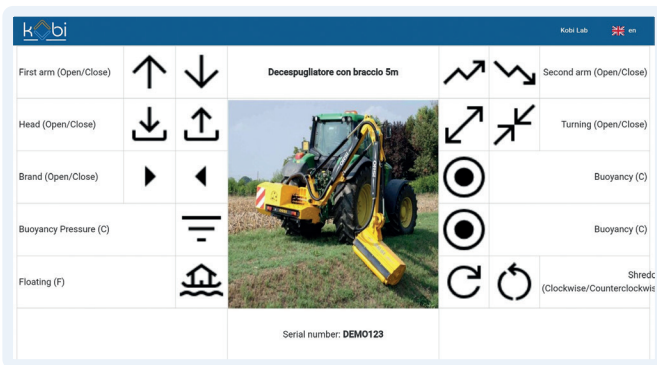 kobi
Kobi Lab
en
First arm (Open/Close)
Decespugliatore con braccio 5m
Second arm (Open/Close)
Head (Open/Close)
Turning (Open/Close)
Brand (Open/Close)
Buoyancy (C)
Buoyancy Pressure (C)
Buoyancy (C)
Floating (F)
Shredd
(Clockwise/Counterclockwis
Serial number: DEMO123